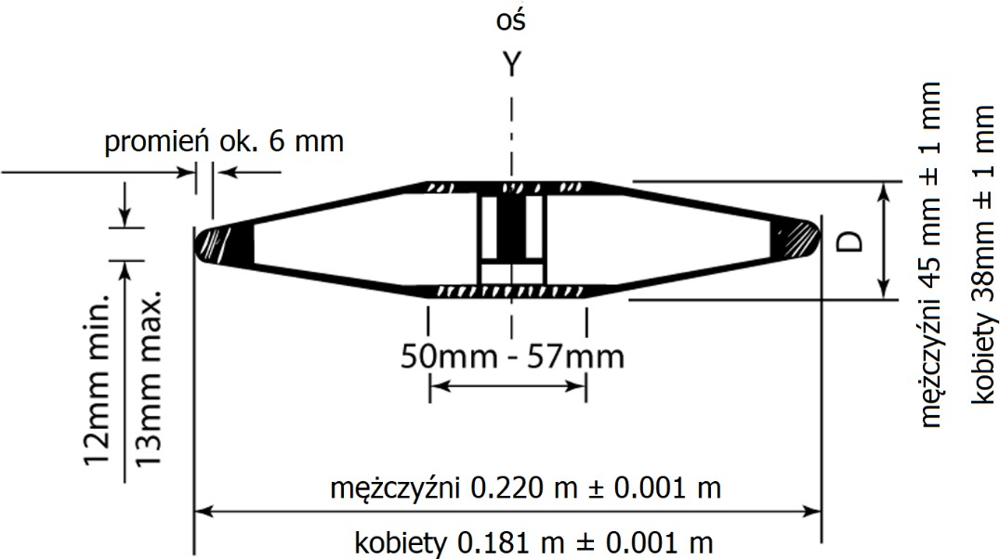 oś
Y
promień ok. 6 mm
12mm min.
13mm max.
50mm - 57mm
D
mężczyźni 45 mm ± 1 mm
kobiety 38mm ± 1 mm
mężczyźni 0.220 m ± 0.001 m
kobiety 0.181 m ± 0.001 m